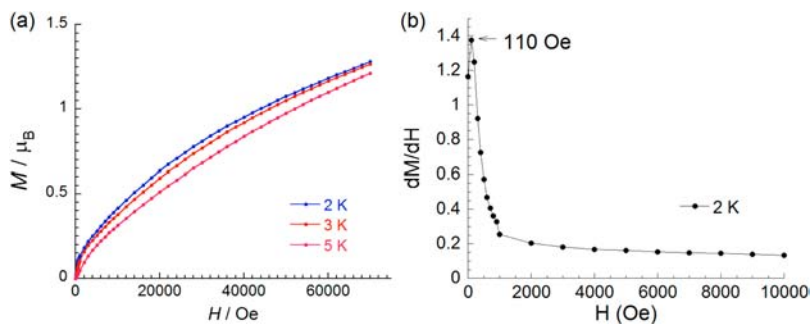 (a)
1.5
1
0.5
0
M / μB
2 K
3 K
5 K
0
20000
40000
60000
H / Oe
(b)
1.4
1.2
1
0.8
0.6
0.4
0.2
0
dM/dH
110 Oe
2 K
0
2000
4000
6000
8000
10000
H (Oe)